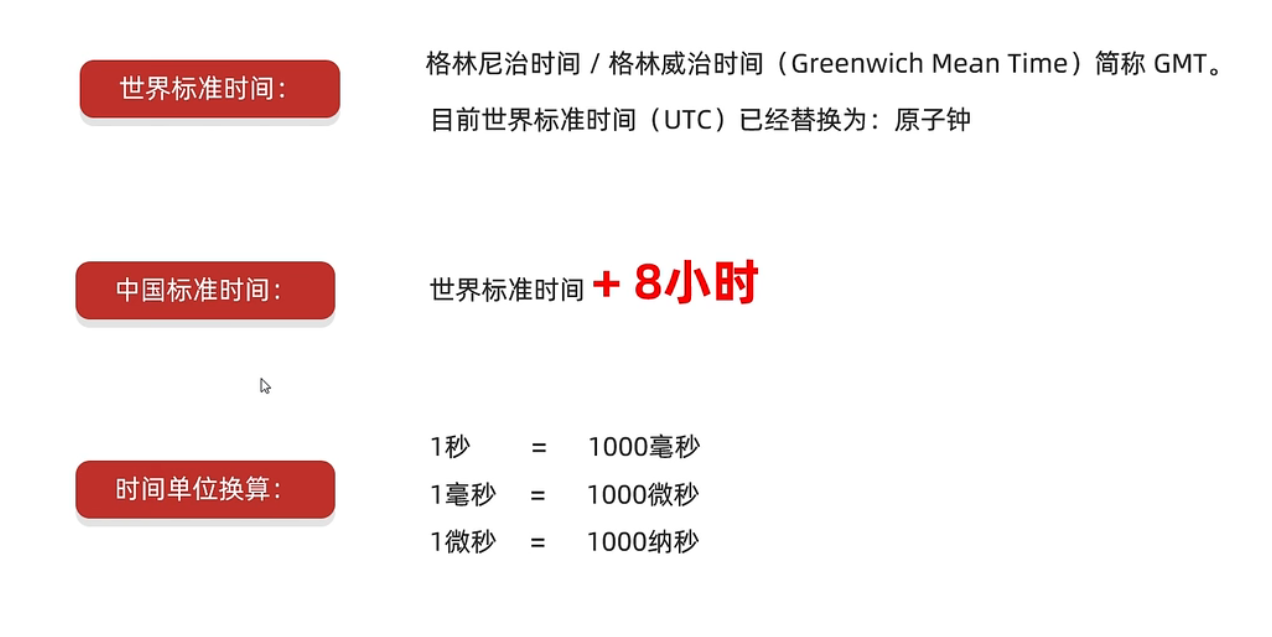 世界标准时间：
格林尼治时间 / 格林威治时间（Greenwich Mean Time）简称 GMT。
目前世界标准时间（UTC）已经替换为：原子钟
中国标准时间：
世界标准时间 + 8小时
时间单位换算：
1秒 = 1000毫秒
1毫秒 = 1000微秒
1微秒 = 1000纳秒